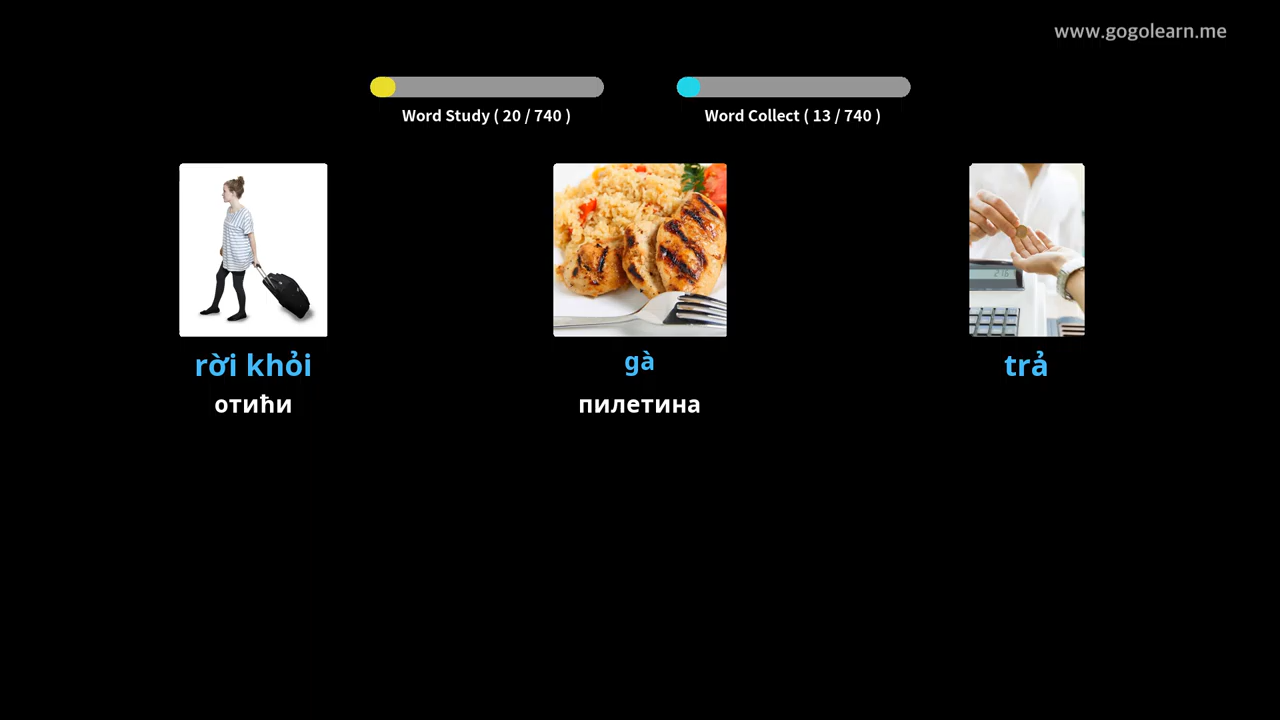 www.gogolearn.me
Word Study ( 20 / 740 )
Word Collect ( 13 / 740 )
rời khỏi
gà
trả
отићи
пилетина